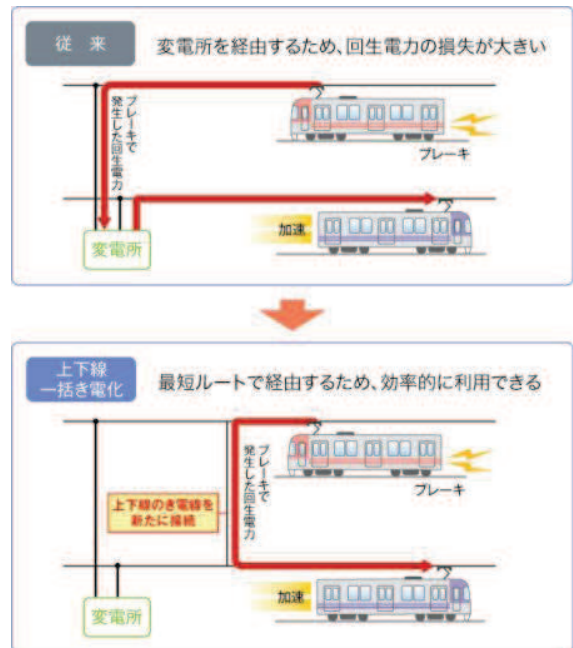 従来
変電所を経由するため、回生電力の損失が大きい
ブレーキで
発生した回生電力
ブレーキ
加速
変電所
上下線
一括き電化
最短ルートで経由するため、効率的に利用できる
ブレーキで
発生した回生電力
ブレーキ
上下線のき電線を
新たに接続
加速
変電所